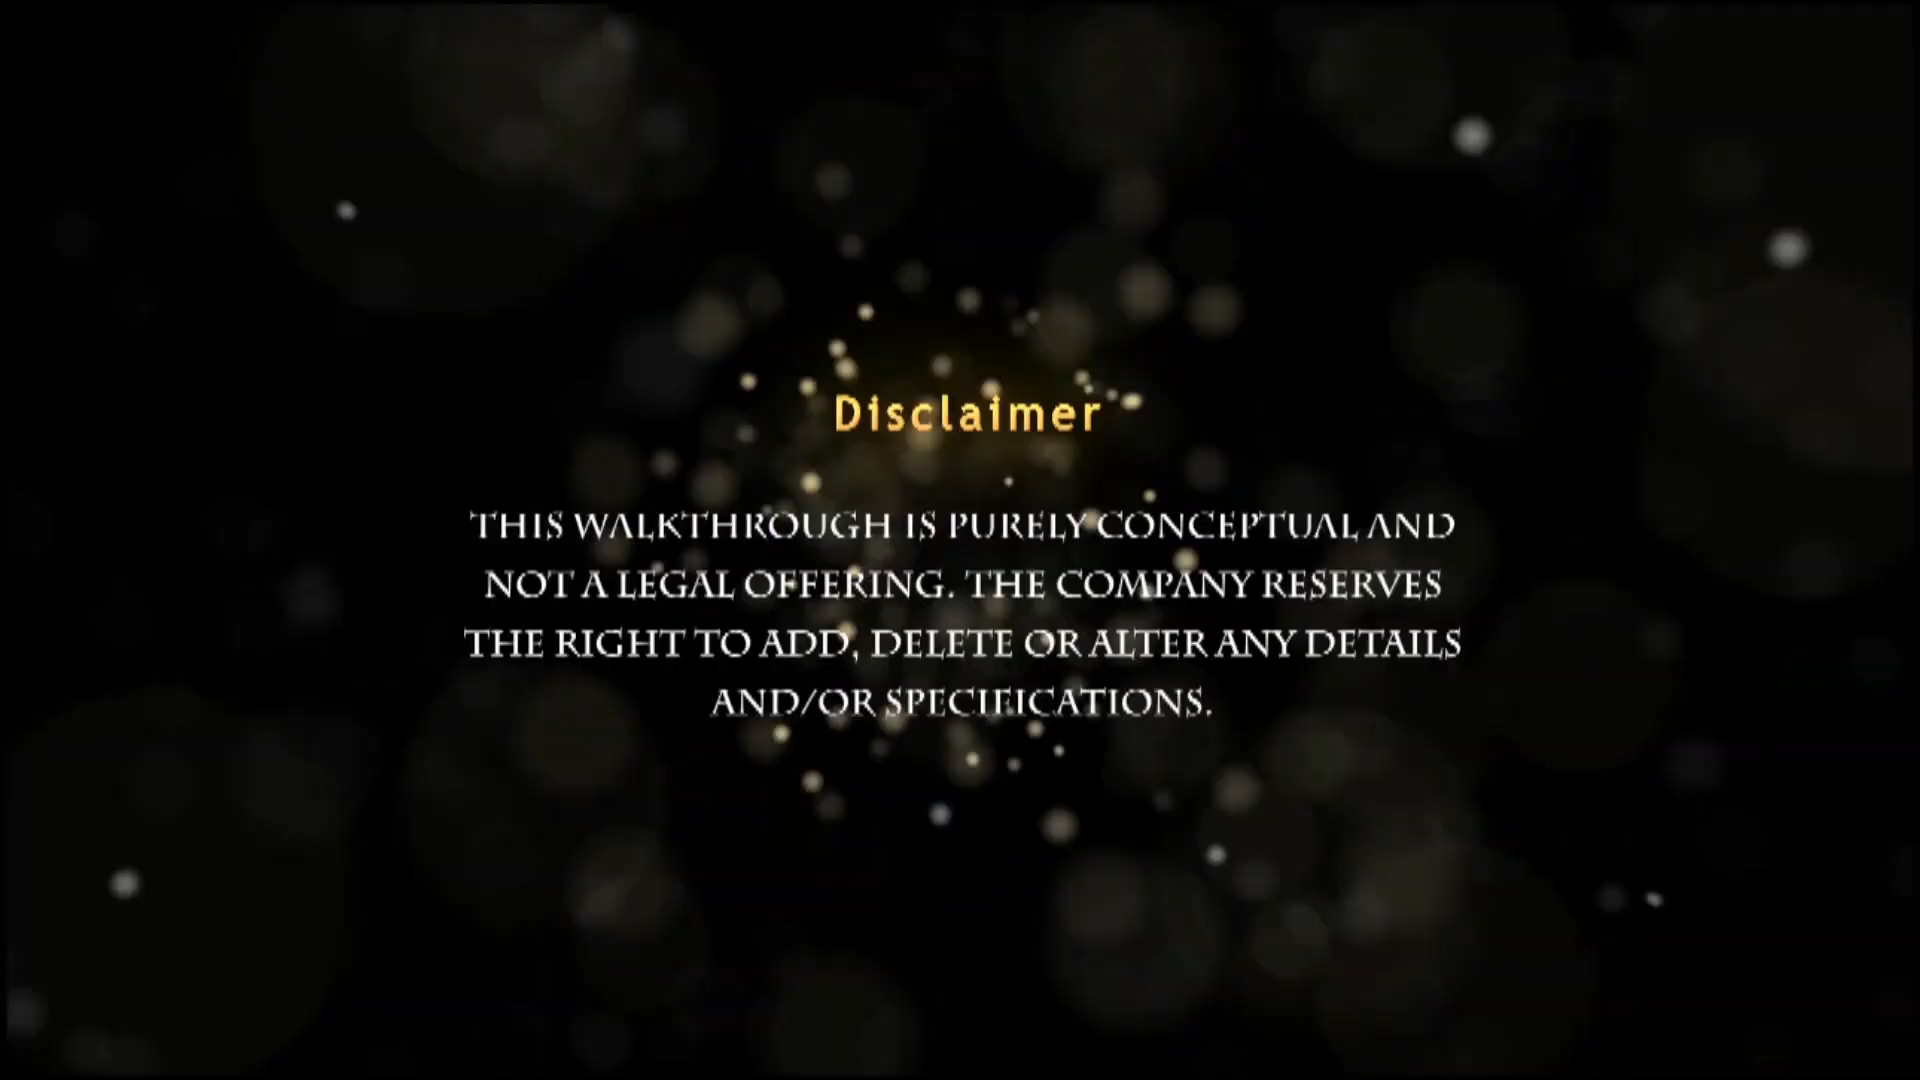 Disclaimer
THIS WALKTHROUGH IS PURELY CONCEPTUAL AND
NOT A LEGAL OFFERING. THE COMPANY RESERVES
THE RIGHT TO ADD, DELETE OR ALTER ANY DETAILS
AND/OR SPECIFICATIONS.